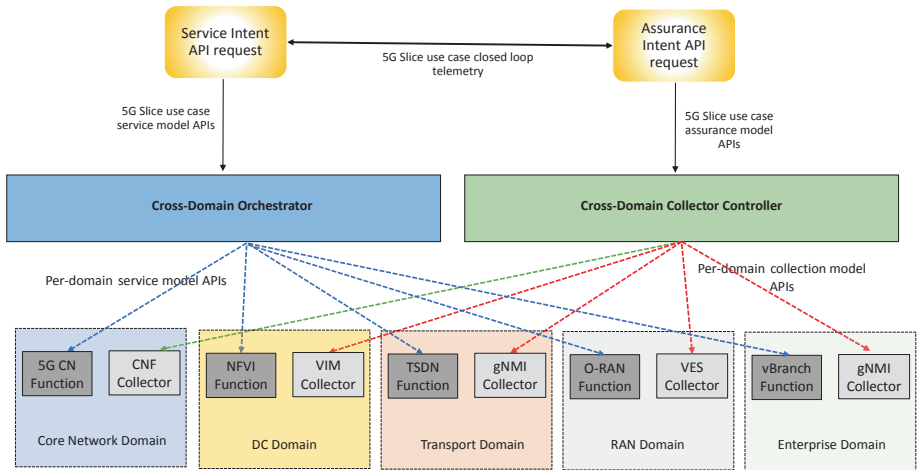 Service Intent
API request
Assurance
Intent API
request
5G Slice use case closed loop
telemetry
5G Slice use case
service model APIs
5G Slice use case
assurance model
APIs
Cross-Domain Orchestrator
Cross-Domain Collector Controller
Per-domain service model APIs
Per-domain collection model
APIs
5G CN
Function
CNF
Collector
NFVI
Function
VIM
Collector
TSDN
Function
gNMI
Collector
O-RAN
Function
VES
Collector
vBranch
Function
gNMI
Collector
Core Network Domain
DC Domain
Transport Domain
RAN Domain
Enterprise Domain